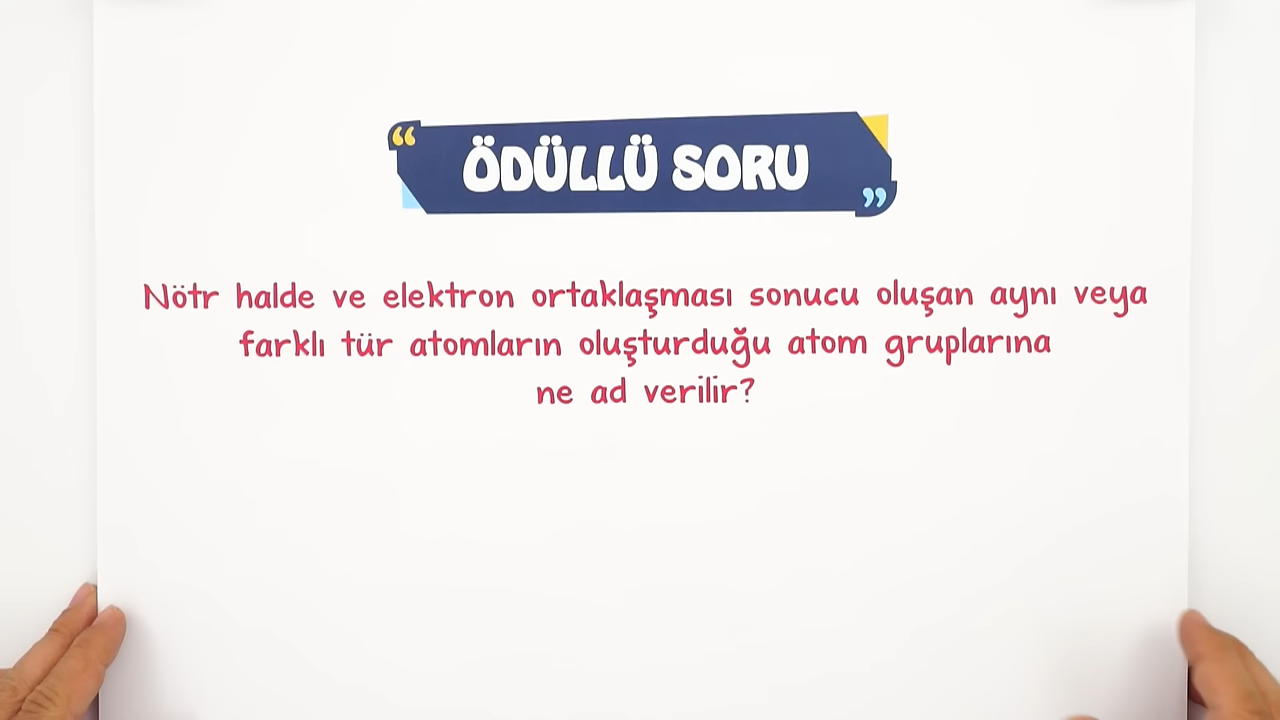 ÖDÜLLÜ SORU
Nötr halde ve elektron ortaklaşması sonucu oluşan aynı veya
farklı tür atomların oluşturduğu atom gruplarına
ne ad verilir?